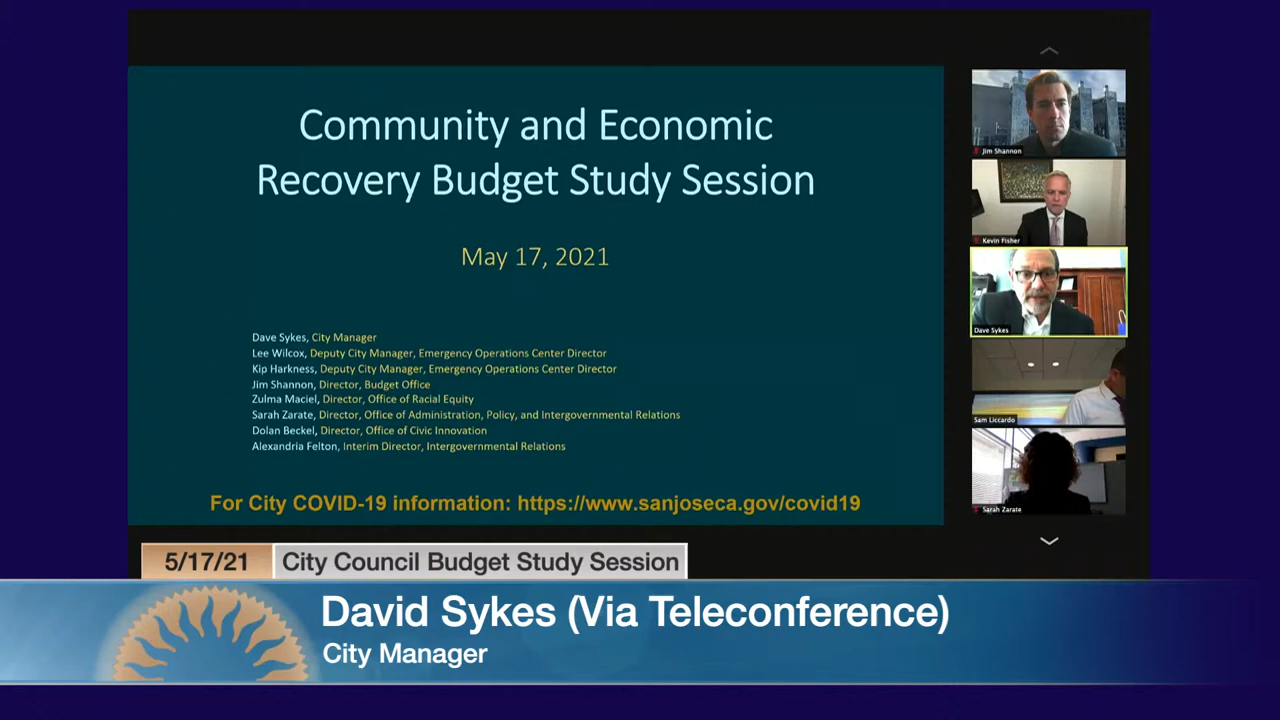 Community and Economic
Recovery Budget Study Session
May 17, 2021
Dave Sykes, City Manager
Lee Wilcox, Deputy City Manager, Emergency Operations Center Director
Kip Harkness, Deputy City Manager, Emergency Operations Center Director
Jim Shannon, Director, Budget Office
Zulma Maciel, Director, Office of Racial Equity
Sarah Zarate, Director, Office of Administration, Policy, and Intergovernmental Relations
Dolan Beckel, Director, Office of Civic Innovation
Alexandria Felton, Interim Director, Intergovernmental Relations
For City COVID-19 information: https://www.sanjoseca.gov/covid19
Jim Shannon
Kevin Fisher
Dave Sykes
Sam Liccardo
Sarah Zarate
5/17/21 City Council Budget Study Session
David Sykes (Via Teleconference)
City Manager